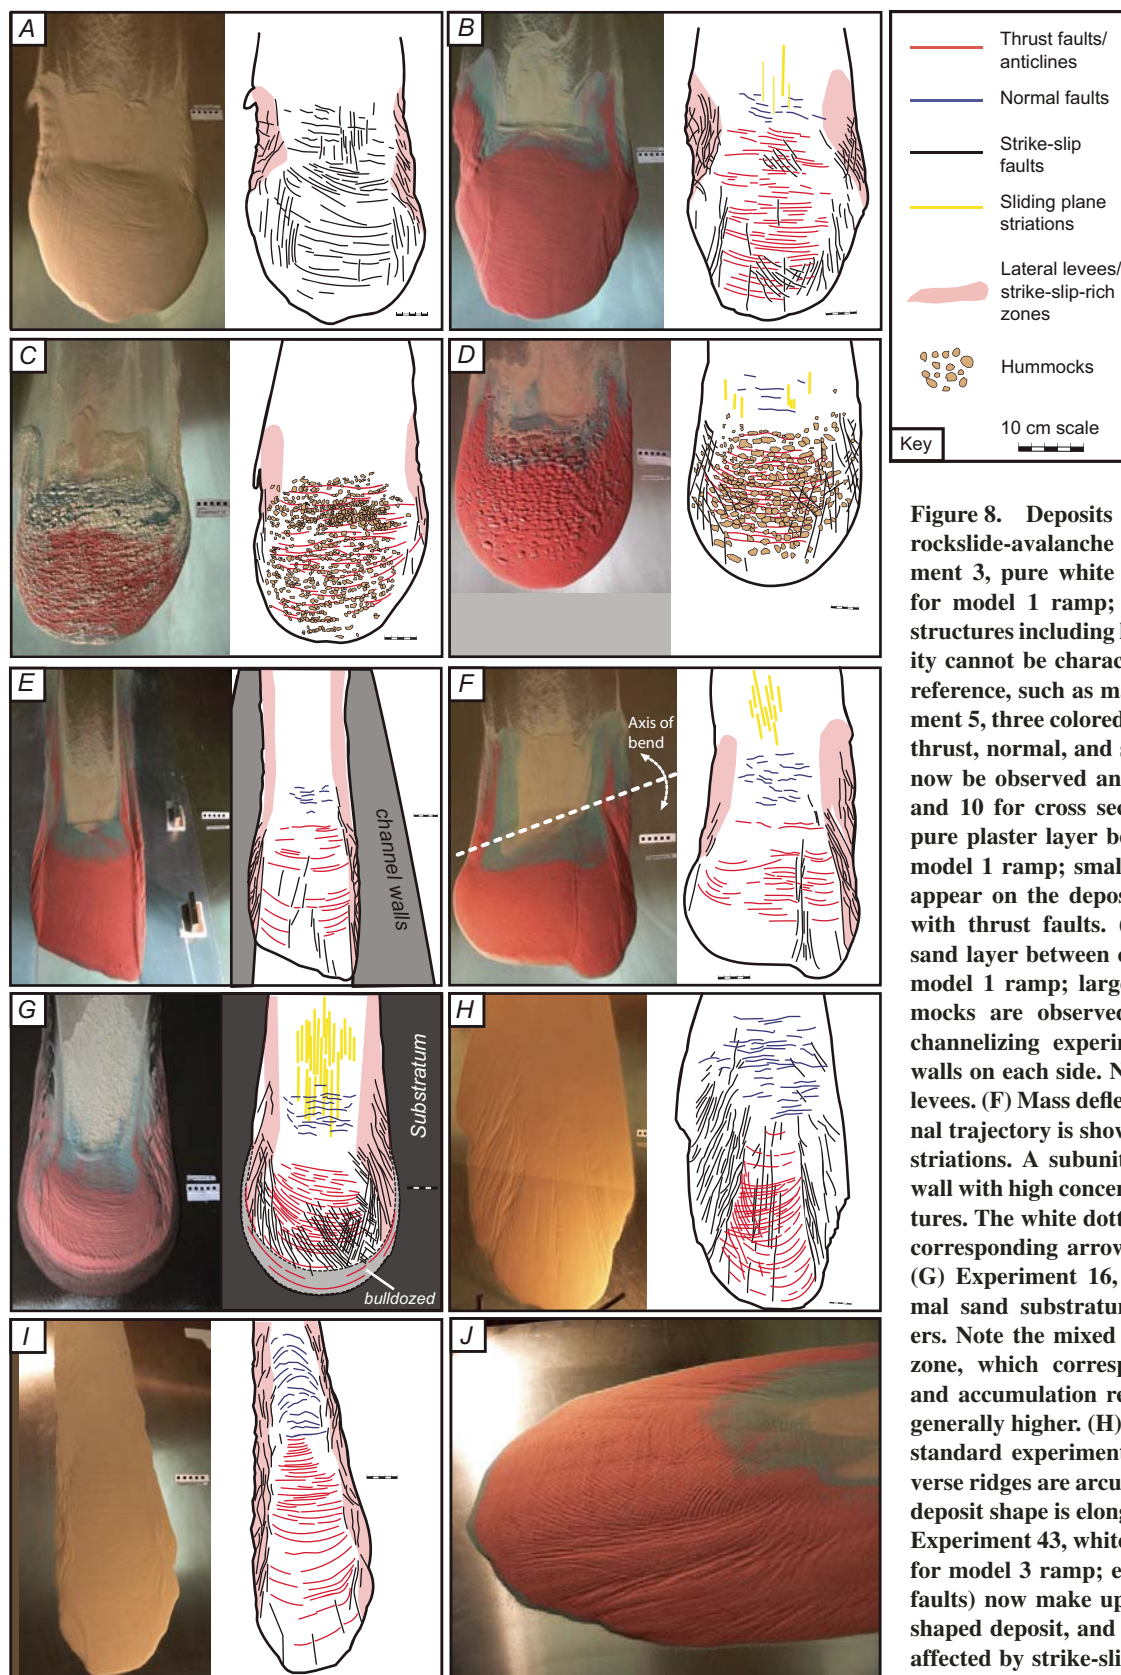 A
B
Thrust faults/
anticlines
Normal faults
Strike-slip
faults
Sliding plane
striations
Lateral levees/
strike-slip-rich
zones
Hummocks
Key
10 cm scale
C
D
E
channel walls
F
Axis of
bend
G
Substratum
bulldozed
H
I
J
Figure 8. Deposits
rockslide-avalanche
ment 3, pure white
for model 1 ramp;
structures including
ity cannot be charac
reference, such as ma
ment 5, three colored
thrust, normal, and s
now be observed an
and 10 for cross sec
pure plaster layer be
model 1 ramp; small
appear on the depos
with thrust faults. (
sand layer between c
model 1 ramp; large
mocks are observed
channelizing experim
walls on each side. N
levees. (F) Mass defle
nal trajectory is show
striations. A subunit
wall with high concen
tures. The white dott
corresponding arrow
(G) Experiment 16,
mal sand substratum
ers. Note the mixed
zone, which corresp
and accumulation re
generally higher. (H)
standard experiment
verse ridges are arcu
deposit shape is elong
Experiment 43, white
for model 3 ramp; e
faults) now make up
shaped deposit, and
affected by strike-sli